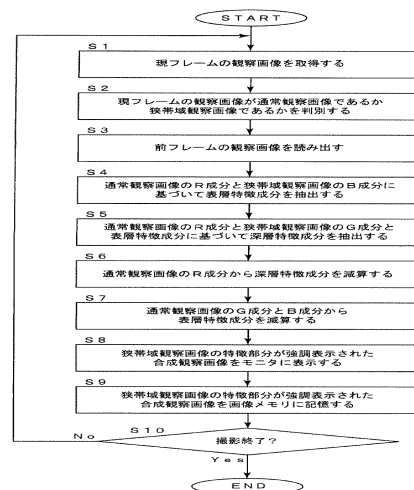 START
S1
現フレームの観察画像を取得する
S2
現フレームの観察画像が通常観察画像であるか
狭帯域観察画像であるかを判別する
S3
前フレームの観察画像を読み出す
S4
通常観察画像のR成分と狭帯域観察画像のB成分に
基づいて表層特徴成分を抽出する
S5
通常観察画像のR成分と狭帯域観察画像のG成分と
表層特徴成分に基づいて深層特徴成分を抽出する
S6
通常観察画像のR成分から深層特徴成分を減算する
S7
通常観察画像のG成分とB成分から
表層特徴成分を減算する
S8
狭帯域観察画像の特徴部分が強調表示された
合成観察画像をモニタに表示する
S9
狭帯域観察画像の特徴部分が強調表示された
合成観察画像を画像メモリに記憶する
No
S10
撮影終了?
Yes
END